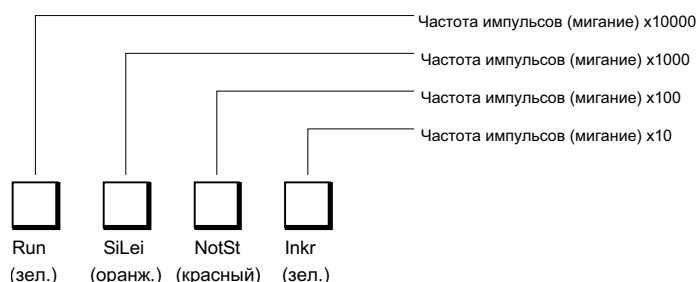 Частота импульсов (мигание) x10000
Частота импульсов (мигание) x1000
Частота импульсов (мигание) x100
Частота импульсов (мигание) x10
Run SiLei NotSt Inkr
(зел.) (оранж.) (красный) (зел.)